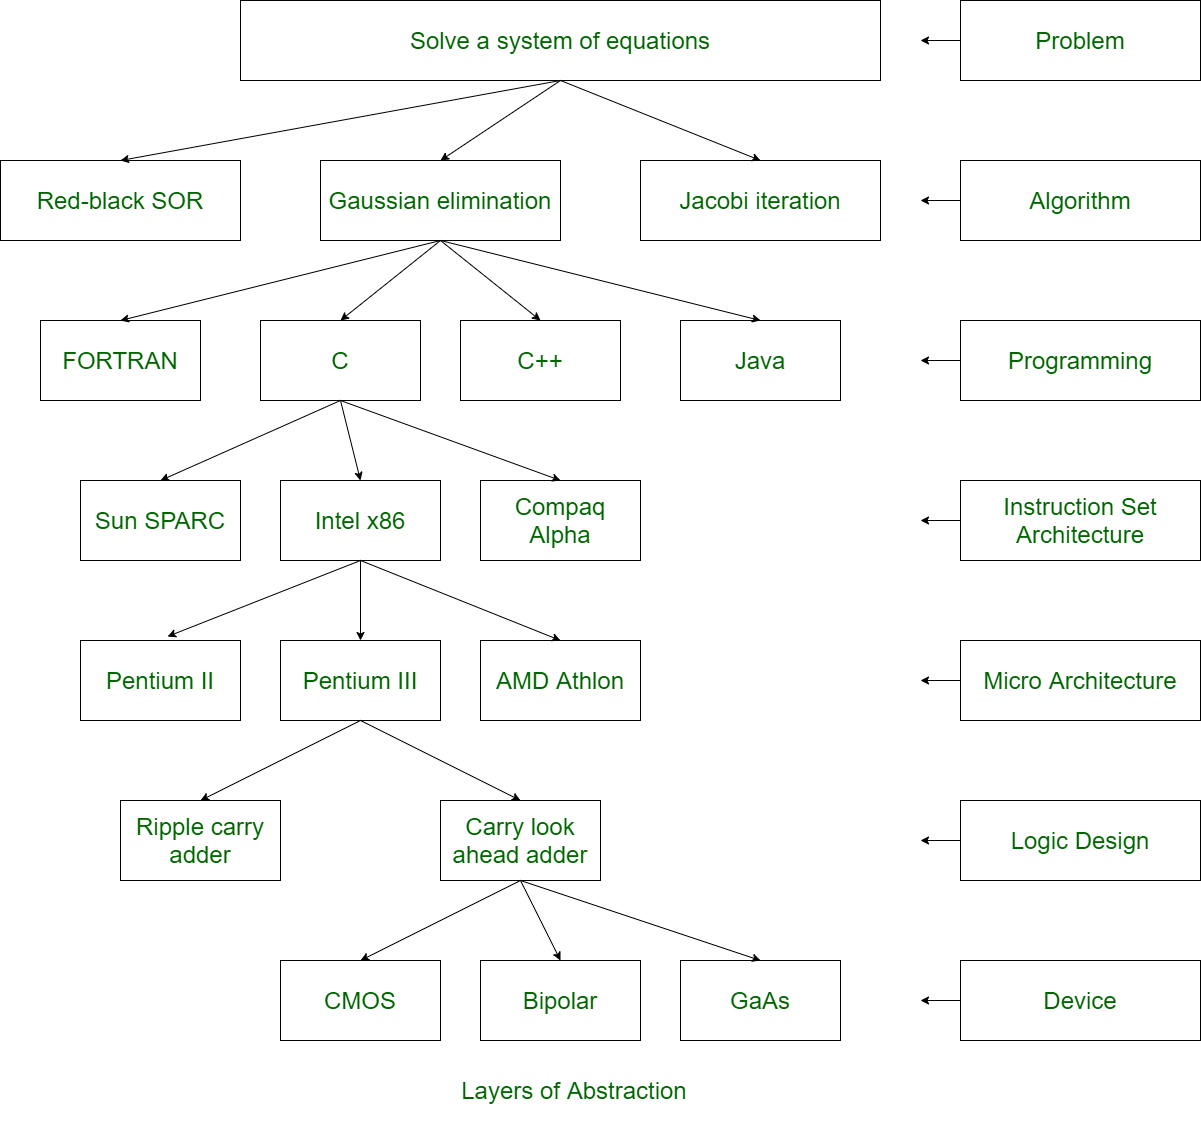 Solve a system of equations
Problem
Red-black SOR
Gaussian elimination
Jacobi iteration
Algorithm
FORTRAN
C
C++
Java
Programming
Sun SPARC
Intel x86
Compaq
Alpha
Instruction Set
Architecture
Pentium II
Pentium III
AMD Athlon
Micro Architecture
Ripple carry
adder
Carry look
ahead adder
Logic Design
CMOS
Bipolar
GaAs
Device
Layers of Abstraction